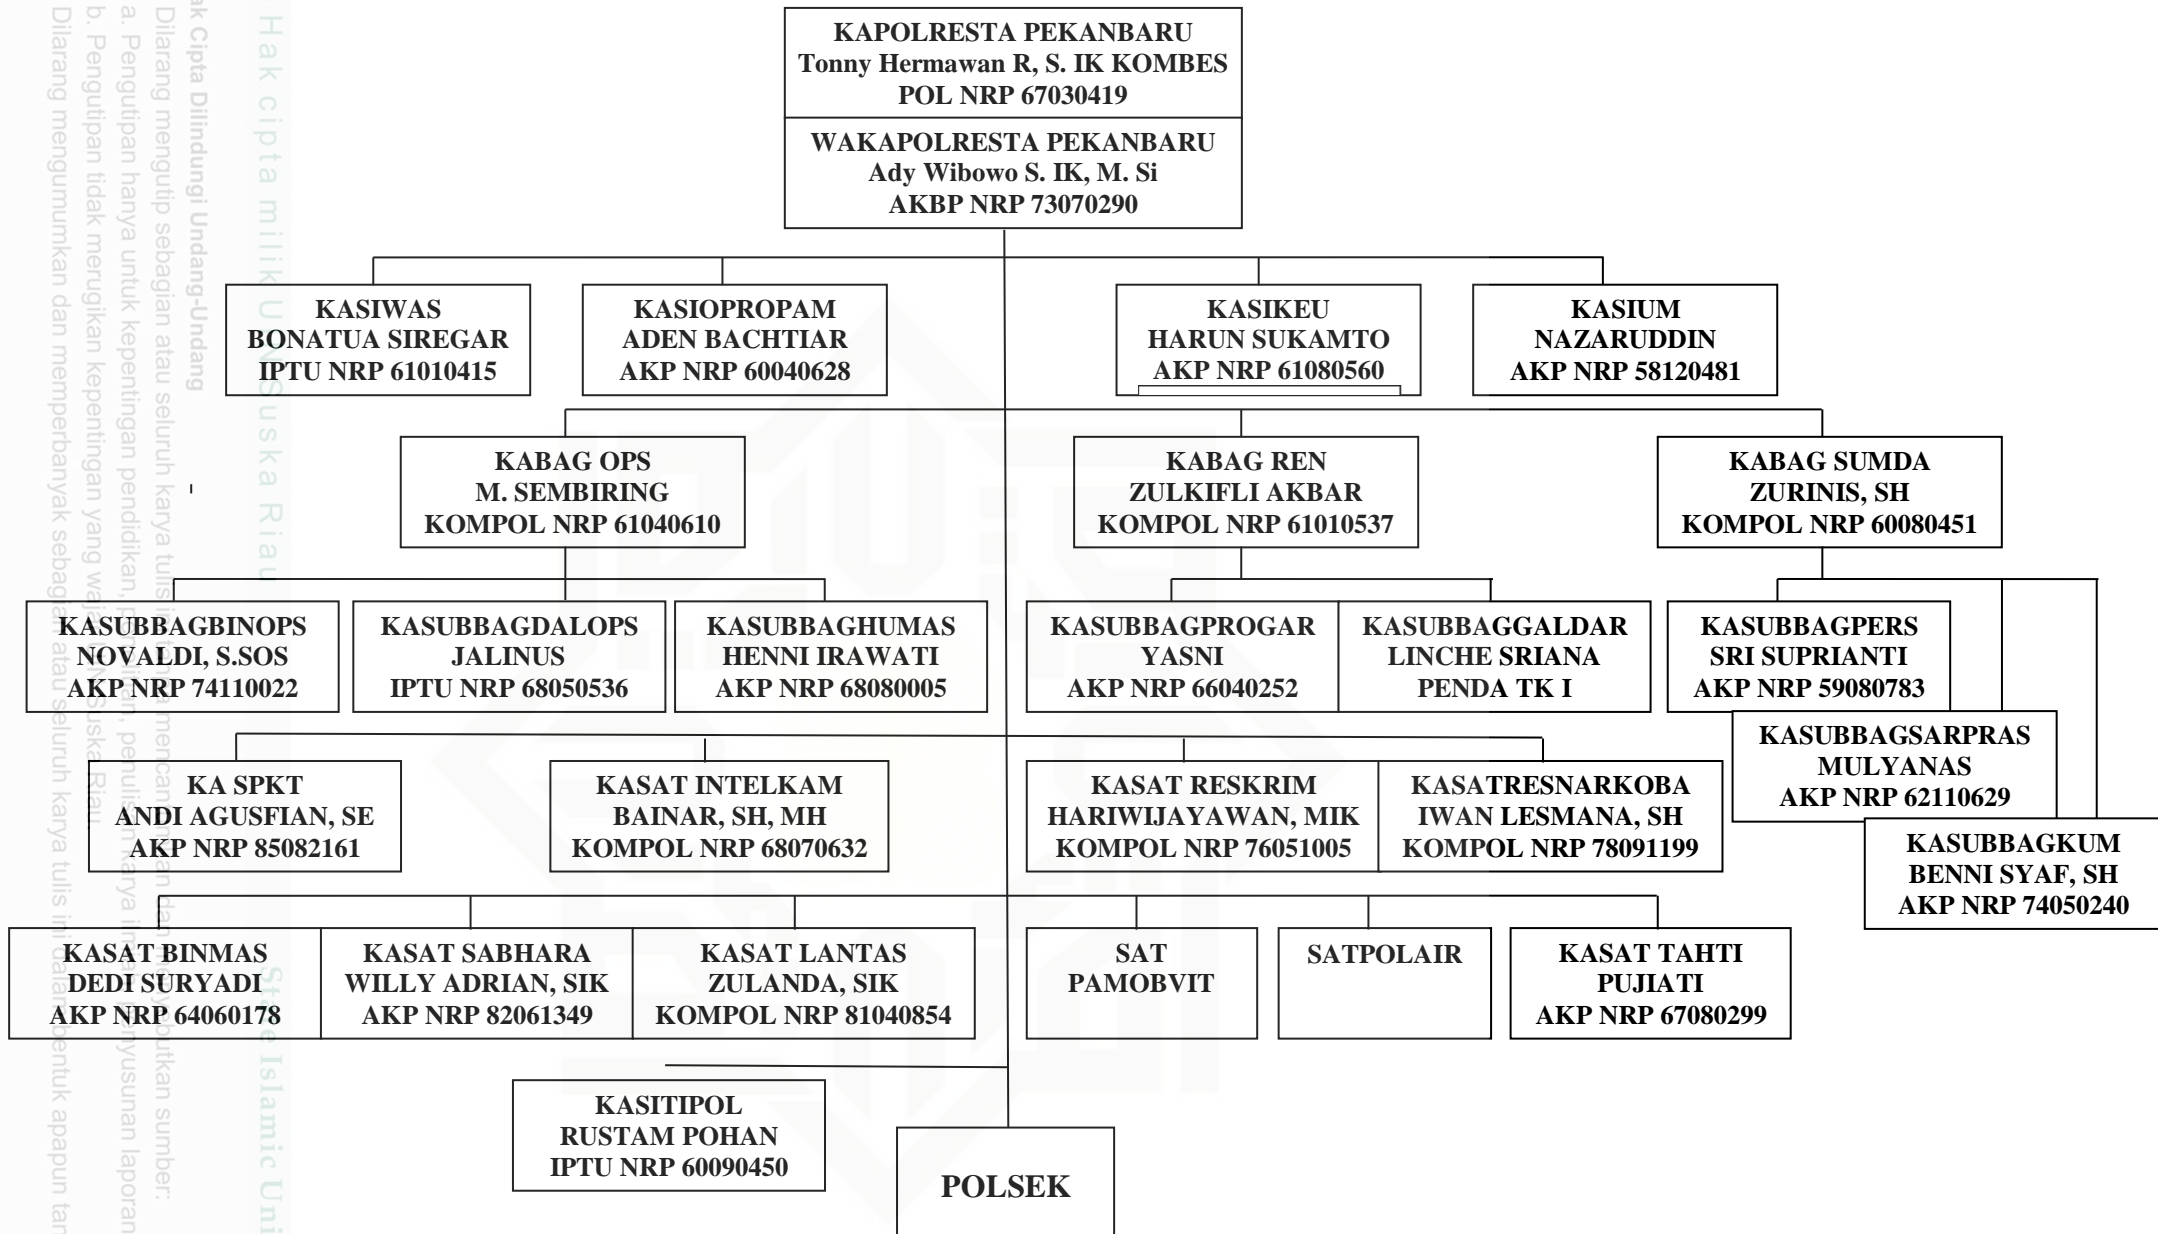 KAPOLRESTA PEKANBARU
Tonny Hermawan R, S. IK KOMBES
POL NRP 67030419
WAKAPOLRESTA PEKANBARU
Ady Wibowo S. IK, M. Si
AKBP NRP 73070290
KASIWAS
BONATUA SIREGAR
IPTU NRP 61010415
KASIOPROPAM
ADEN BACHTIAR
AKP NRP 60040628
KASIKEU
HARUN SUKAMTO
AKP NRP 61080560
KASIUM
NAZARUDDIN
AKP NRP 58120481
KABAG OPS
M. SEMBIRING
KOMPOL NRP 61040610
KABAG REN
ZULKIFLI AKBAR
KOMPOL NRP 61010537
KABAG SUMDA
ZURINIS, SH
KOMPOL NRP 60080451
KASUBBAGBINOPS
NOVALDI, S.SOS
AKP NRP 74110022
KASUBBAGDALOPS
JALINUS
IPTU NRP 68050536
KASUBBAGHUMAS
HENNI IRAWATI
AKP NRP 68080005
KASUBBAGPROGAR
YASNI
AKP NRP 66040252
KASUBBAGGALDAR
LINCHE SRIANA
PENDA TK I
KASUBBAGPERS
SRI SUPRIANTI
AKP NRP 59080783
KASUBBAGSARPRAS
MULYANAS
AKP NRP 62110629
KASUBBAGKUM
BENNI SYAF, SH
AKP NRP 74050240
KA SPKT
ANDI AGUSFIAN, SE
AKP NRP 85082161
KASAT INTELKAM
BAINAR, SH, MH
KOMPOL NRP 68070632
KASAT RESKRIM
HARIWIJAYAWAN, MIK
KOMPOL NRP 76051005
KASATRESNARKOBA
IWAN LESMANA, SH
KOMPOL NRP 78091199
KASAT BINMAS
DEDI SURYADI
AKP NRP 64060178
KASAT SABHARA
WILLY ADRIAN, SIK
AKP NRP 82061349
KASAT LANTAS
ZULANDA, SIK
KOMPOL NRP 81040854
SAT
PAMOBVIT
SATPOLAIR
KASAT TAHTI
PUJIATI
AKP NRP 67080299
KASITIPOL
RUSTAM POHAN
IPTU NRP 60090450
POLSEK
Hak cipta milik UIN Suska Riau
State Islamic
Cipta Dilindungi Undang-Undang
Dilarang mengutip sebagian atau seluruh karya tulis ini tanpa mencantumkan dan menyebutkan sumber:
a. Pengutipan hanya untuk kepentingan pendidikan, penelitian, penulisan karya ilmiah, penyusunan laporan
b. Pengutipan tidak merugikan kepentingan yang wajar UIN Suska Riau
Dilarang mengumumkan dan memperbanyak sebagian atau seluruh karya tulis ini dalam bentuk apapun